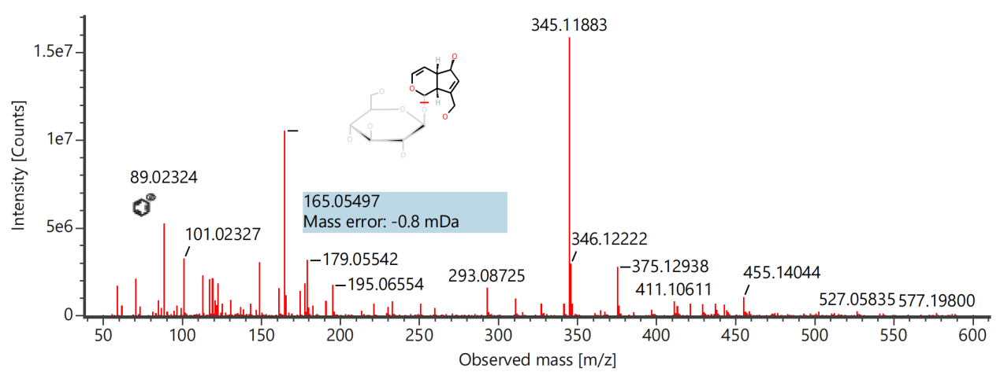 345.11883
1.5e7
1e7
5e6
0
Intensity [Counts]
H
O
O
H
O
O
O
O
O
O
O
89.02324
165.05497
Mass error: -0.8 mDa
101.02327
179.05542
195.06554
293.08725
346.12222
375.12938
411.10611
455.14044
527.05835
577.19800
50
100
150
200
250
300
350
400
450
500
550
600
Observed mass [m/z]